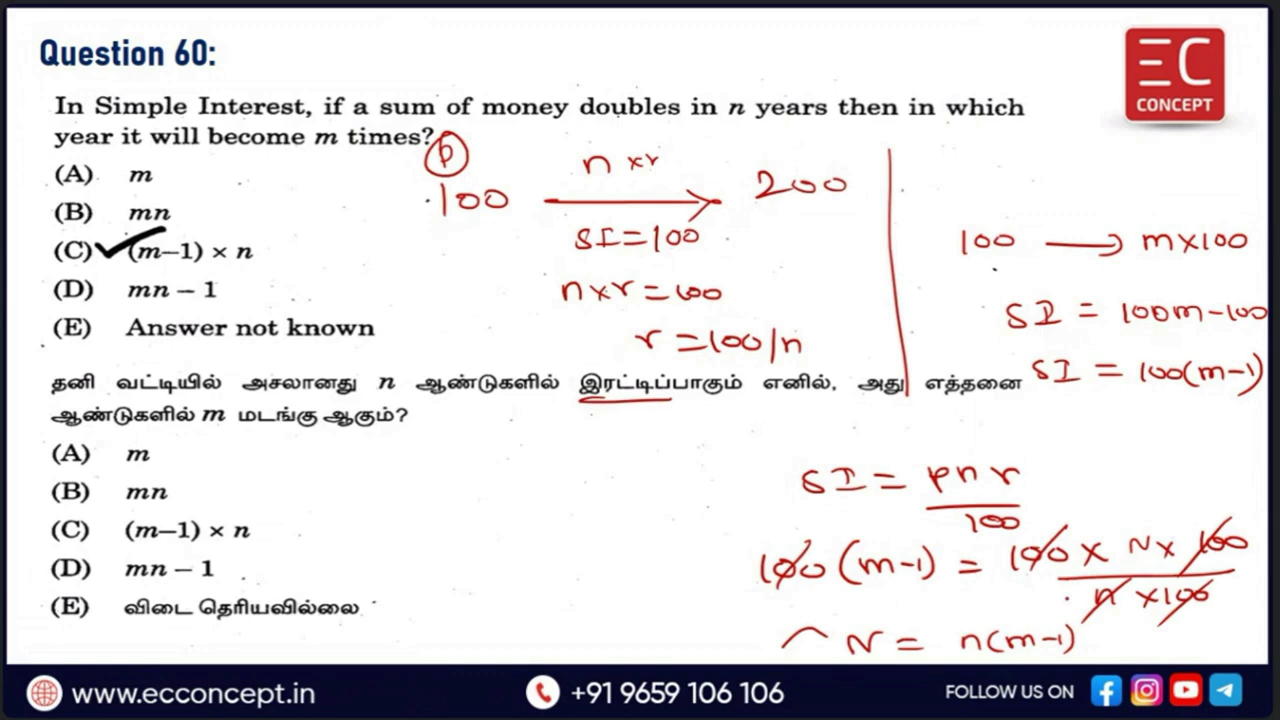 Question 60:
EC
CONCEPT
In Simple Interest, if a sum of money doubles in n years then in which
year it will become m times?
(A) m
(B) mn
(C) (m–1) × n
(D) mn – 1
(E) Answer not known
P
100 n×r 200
SI=100
n×r=100
r=100/n
100 → m×100
SI = 100m-100
SI = 100(m-1)
தனி வட்டியில் அசலானது n ஆண்டுகளில் இரட்டிப்பாகும் எனில், அது எத்தனை
ஆண்டுகளில் m மடங்கு ஆகும்?
(A) m
(B) mn
(C) (m–1) × n
(D) mn – 1
(E) விடை தெரியவில்லை
SI = pnr
100
100(m-1) = 100× N× 100
n ×100
N = n(m-1)
www.ecconcept.in +91 9659 106 106 FOLLOW US ON